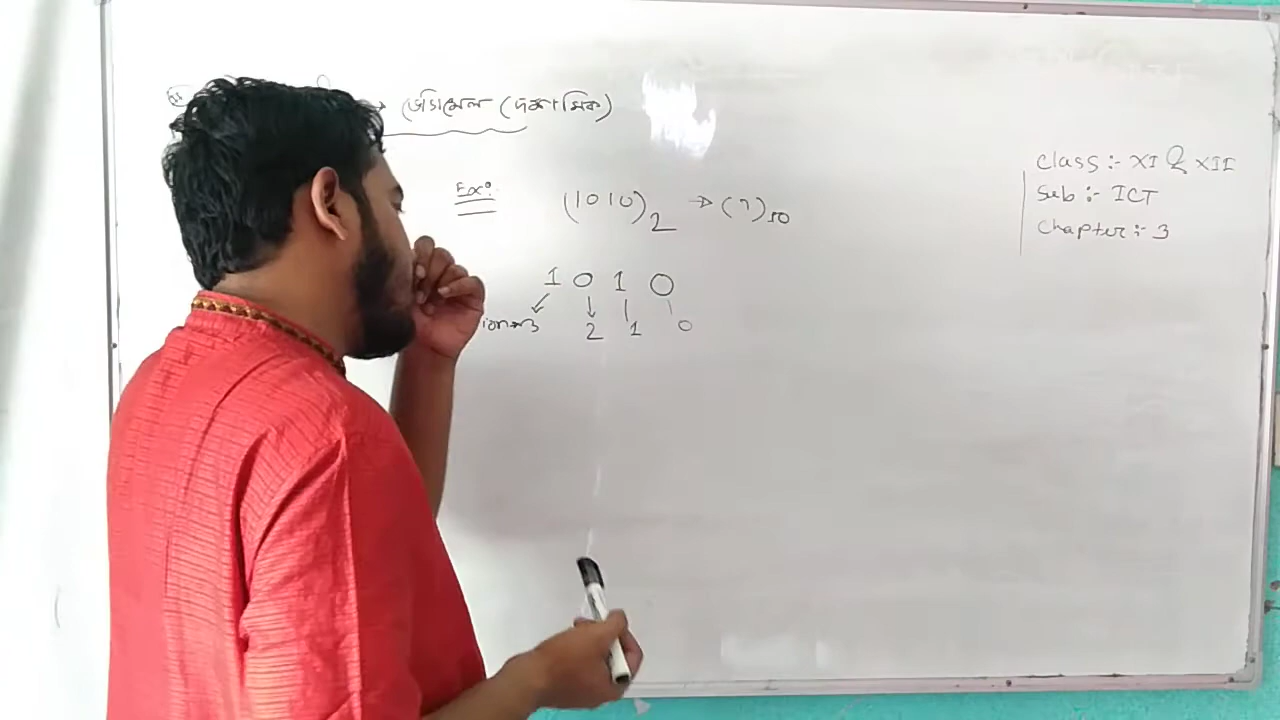 → ডেসিমেল (দশমিক)
Ex:
(1010)₂ → (?)₁₀
1 0 1 0
3 2 1 0
Class :- XI & XII
Sub :- ICT
Chapter :- 3